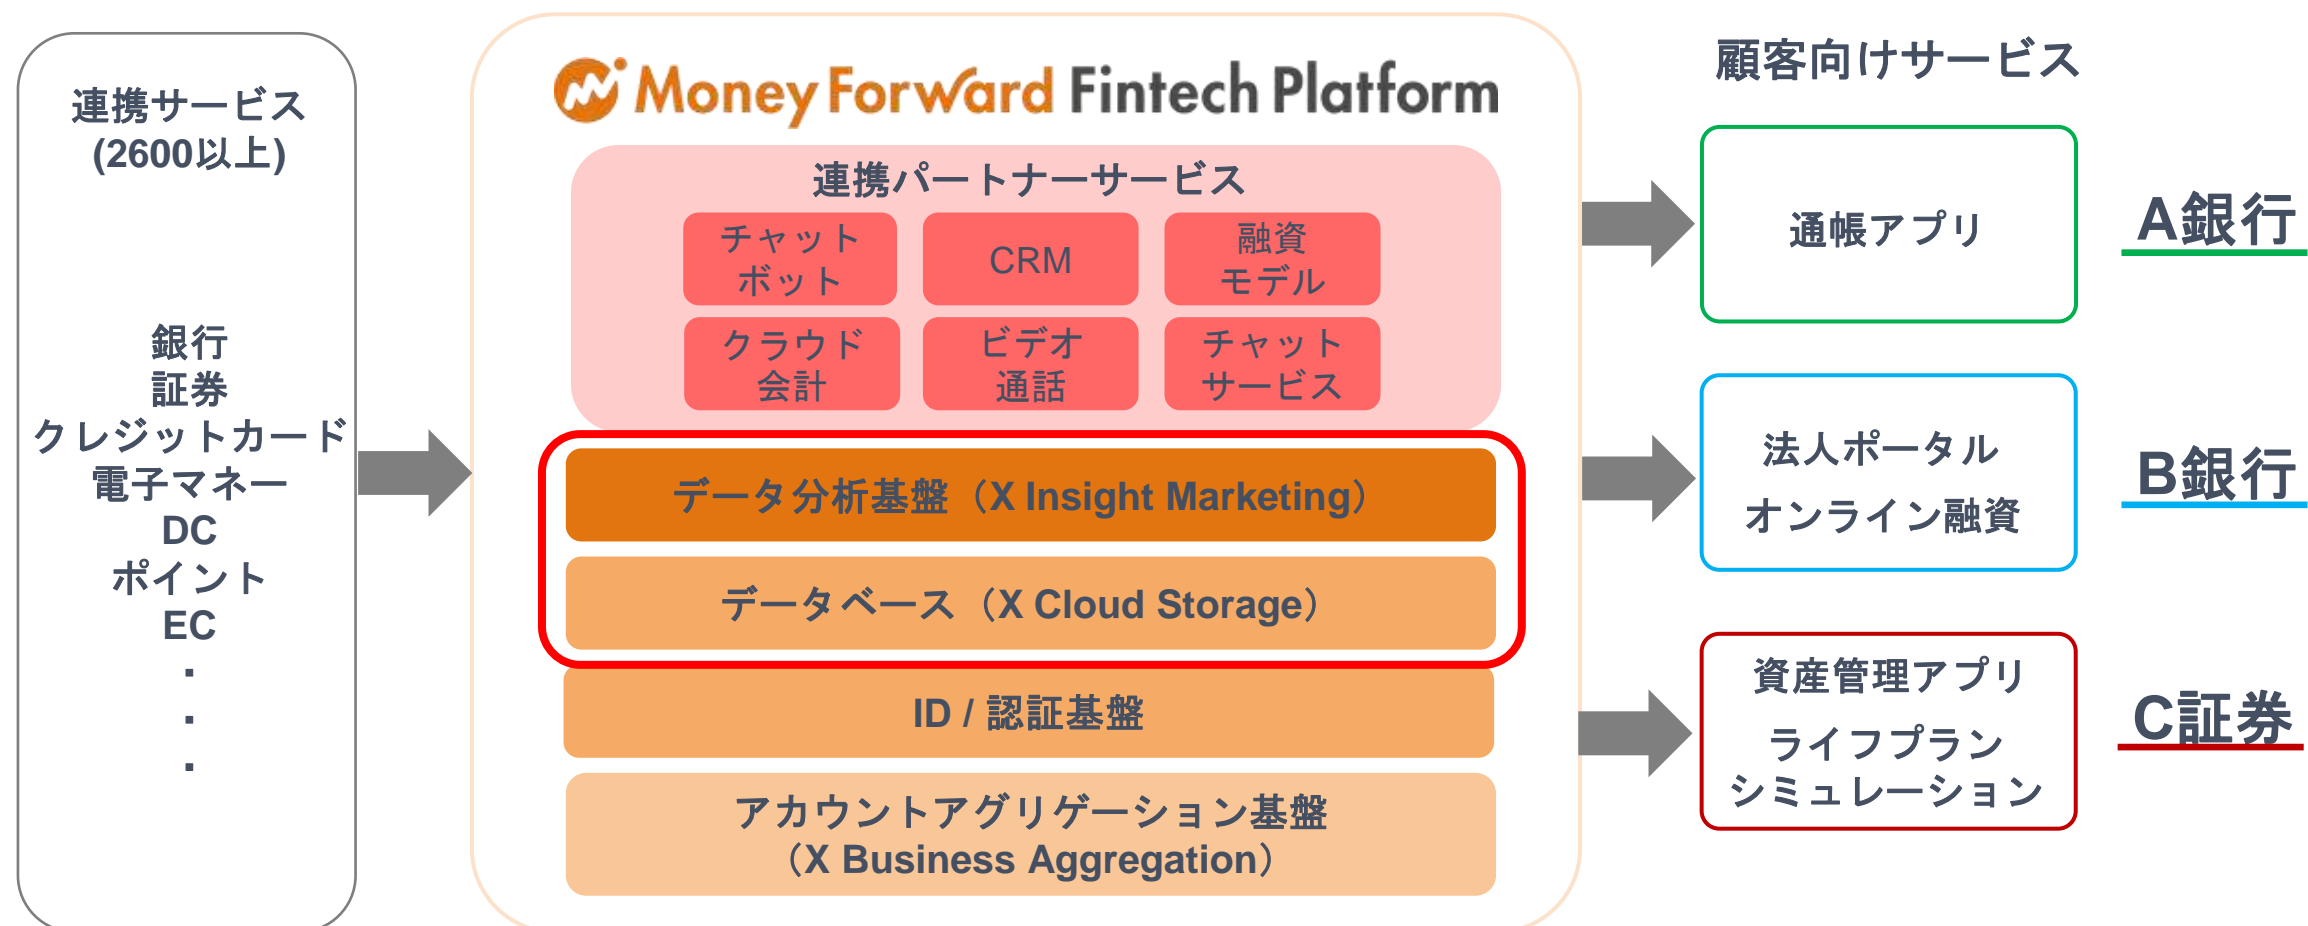 連携サービス
(2600以上)
銀行
証券
クレジットカード
電子マネー
DC
ポイント
EC
・
・
・
Money Forward Fintech Platform
連携パートナーサービス
チャット
ボット
CRM
融資
モデル
クラウド
会計
ビデオ
通話
チャット
サービス
データ分析基盤（X Insight Marketing）
データベース（X Cloud Storage）
ID / 認証基盤
アカウントアグリゲーション基盤
（X Business Aggregation）
顧客向けサービス
通帳アプリ
A銀行
法人ポータル
オンライン融資
B銀行
資産管理アプリ
ライフプラン
シミュレーション
C証券